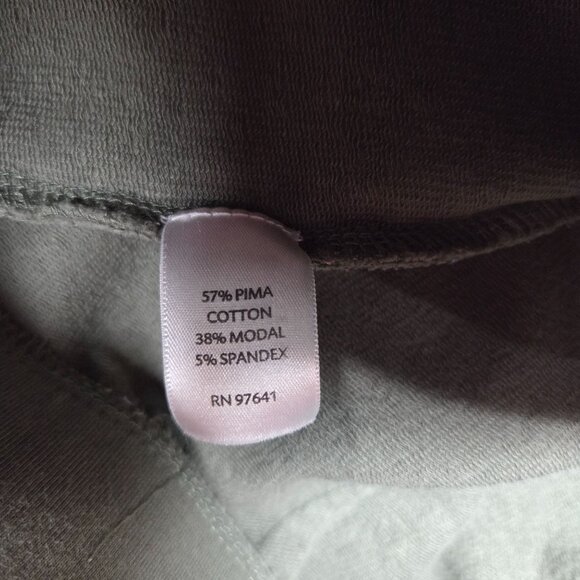 57% PIMA
COTTON
38% MODAL
5% SPANDEX
RN 97641